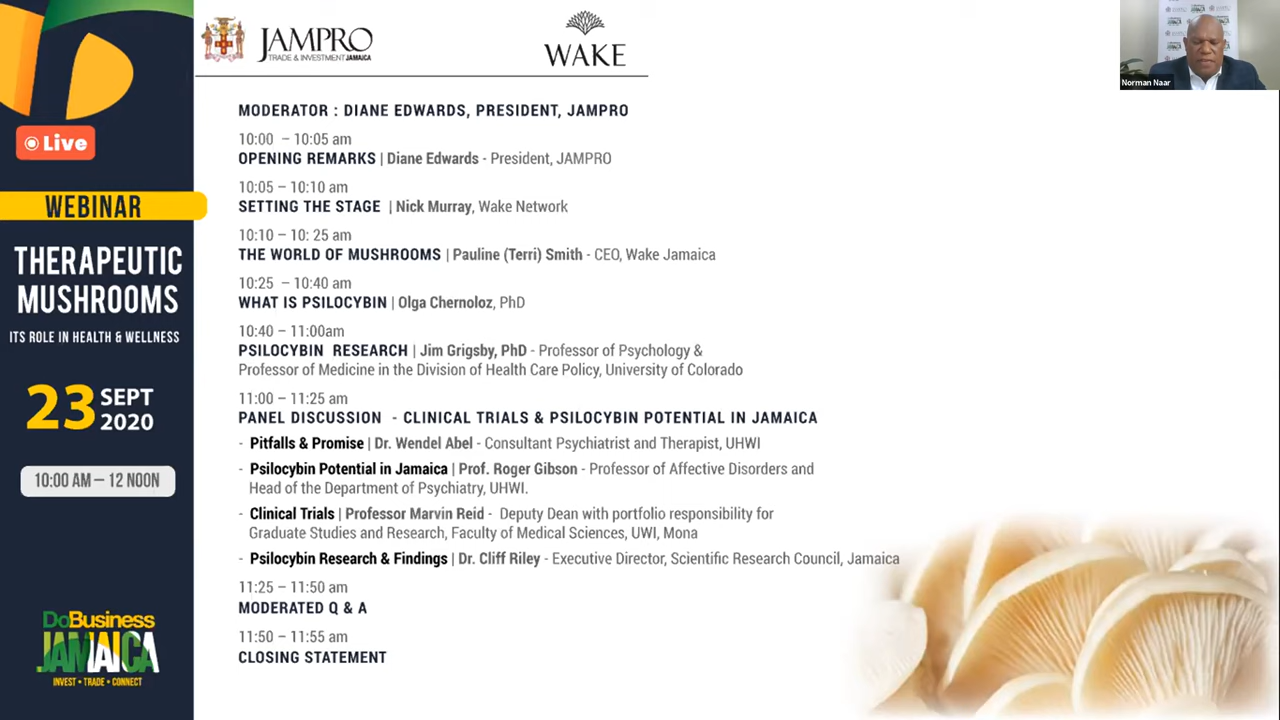 JAMPRO
TRADE & INVESTMENT JAMAICA
WAKE
Norman Naar
Live
WEBINAR
THERAPEUTIC
MUSHROOMS
ITS ROLE IN HEALTH & WELLNESS
23 SEPT
2020
10:00 AM – 12 NOON
DoBusiness
JAMAICA
INVEST • TRADE • CONNECT
MODERATOR : DIANE EDWARDS, PRESIDENT, JAMPRO
10:00 – 10:05 am
OPENING REMARKS | Diane Edwards - President, JAMPRO
10:05 – 10:10 am
SETTING THE STAGE | Nick Murray, Wake Network
10:10 – 10: 25 am
THE WORLD OF MUSHROOMS | Pauline (Terri) Smith - CEO, Wake Jamaica
10:25 – 10:40 am
WHAT IS PSILOCYBIN | Olga Chernoloz, PhD
10:40 – 11:00am
PSILOCYBIN RESEARCH | Jim Grigsby, PhD - Professor of Psychology &
Professor of Medicine in the Division of Health Care Policy, University of Colorado
11:00 – 11:25 am
PANEL DISCUSSION - CLINICAL TRIALS & PSILOCYBIN POTENTIAL IN JAMAICA
- Pitfalls & Promise | Dr. Wendel Abel - Consultant Psychiatrist and Therapist, UHWI
- Psilocybin Potential in Jamaica | Prof. Roger Gibson - Professor of Affective Disorders and
Head of the Department of Psychiatry, UHWI.
- Clinical Trials | Professor Marvin Reid - Deputy Dean with portfolio responsibility for
Graduate Studies and Research, Faculty of Medical Sciences, UWI, Mona
- Psilocybin Research & Findings | Dr. Cliff Riley - Executive Director, Scientific Research Council, Jamaica
11:25 – 11:50 am
MODERATED Q & A
11:50 – 11:55 am
CLOSING STATEMENT